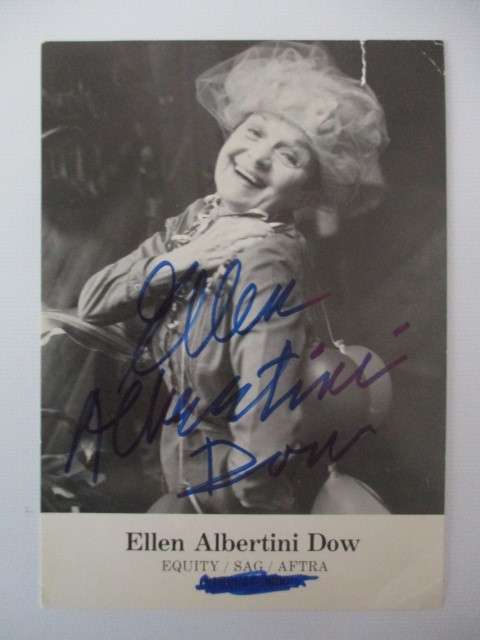 Ellen
Albertini
Dow
Ellen Albertini Dow
EQUITY / SAG / AFTRA